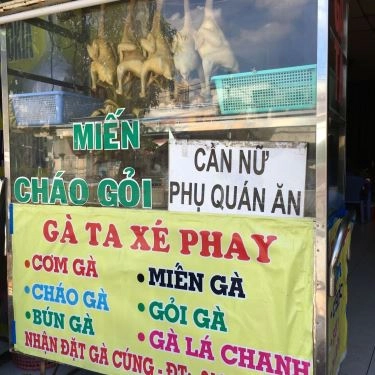 MIẾN
CHÁO GỎI
CẦN NỮ
PHỤ QUÁN ĂN
GÀ TA XÉ PHAY
• CƠM GÀ
• CHÁO GÀ
• BÚN GÀ
• MIẾN GÀ
• GỎI GÀ
• GÀ LÁ CHANH
NHẬN ĐẶT GÀ CÚNG - ĐT: